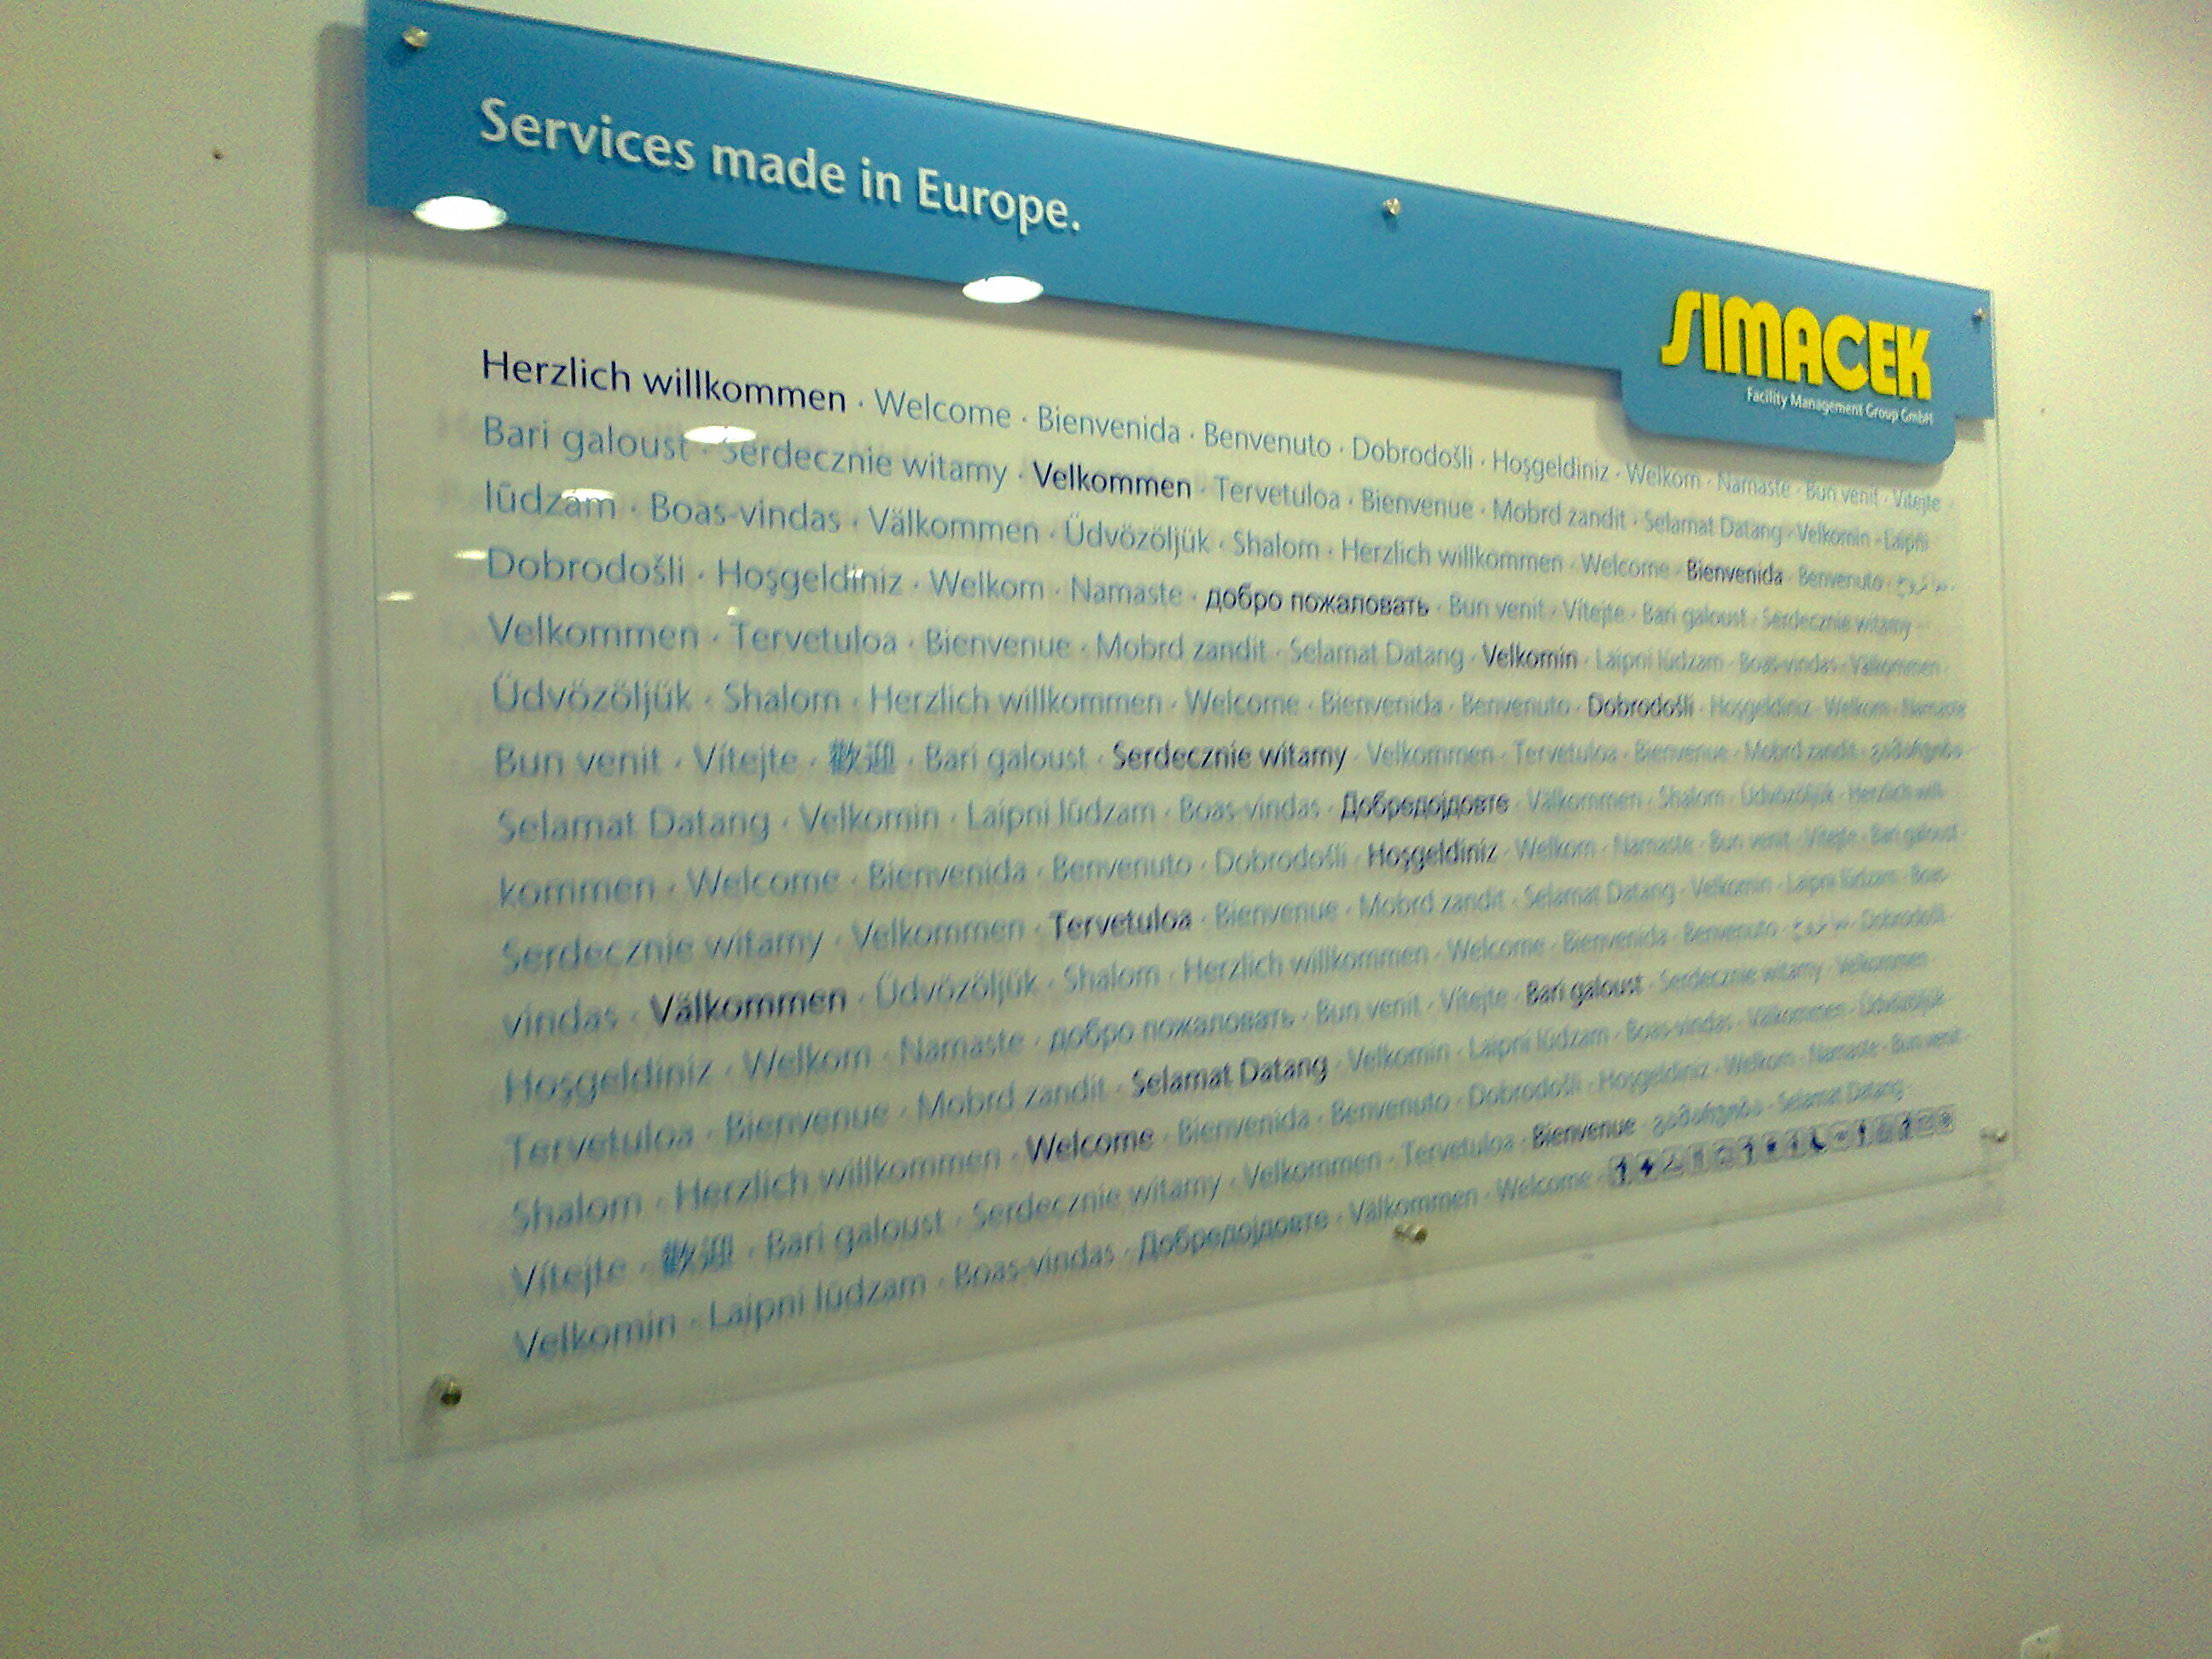 Services made in Europe.
SIMACEK
Facility Management Group GmbH
Herzlich willkommen · Welcome · Bienvenida · Benvenuto · Dobrodošli · Hoşgeldiniz · Welkom · Namaste · Bun venit · Vítejte
Bari galoust · Serdecznie witamy · Velkommen · Tervetuloa · Bienvenue · Mobrd zandit · Selamat Datang · Velkomin · Laipni
lūdzam · Boas-vindas · Välkommen · Üdvözöljük · Shalom · Herzlich willkommen · Welcome · Bienvenida · Benvenuto ·
Dobrodošli · Hoşgeldiniz · Welkom · Namaste · добро пожаловать · Bun venit · Vítejte · Bari galoust · Serdecznie witamy ·
Velkommen · Tervetuloa · Bienvenue · Mobrd zandit · Selamat Datang · Velkomin · Laipni lūdzam · Boas-vindas · Välkommen
Üdvözöljük · Shalom · Herzlich willkommen · Welcome · Bienvenida · Benvenuto · Dobrodošli · Hoşgeldiniz · Welkom · Namaste
Bun venit · Vítejte · 歡迎 · Bari galoust · Serdecznie witamy · Velkommen · Tervetuloa · Bienvenue · Mobrd zandit ·
Selamat Datang · Velkomin · Laipni lūdzam · Boas-vindas · Добредојдовте · Välkommen · Shalom · Üdvözöljük · Herzlich will-
kommen · Welcome · Bienvenida · Benvenuto · Dobrodošli · Hoşgeldiniz · Welkom · Namaste · Bun venit · Vítejte · Bari galoust
Serdecznie witamy · Velkommen · Tervetuloa · Bienvenue · Mobrd zandit · Selamat Datang · Velkomin · Laipni lūdzam · Boas-
vindas · Välkommen · Üdvözöljük · Shalom · Herzlich willkommen · Welcome · Bienvenida · Benvenuto · Dobrodošli
Hoşgeldiniz · Welkom · Namaste · добро пожаловать · Bun venit · Vítejte · Bari galoust · Serdecznie witamy · Velkommen
Tervetuloa · Bienvenue · Mobrd zandit · Selamat Datang · Velkomin · Laipni lūdzam · Boas-vindas · Välkommen · Üdvözöljük
Shalom · Herzlich willkommen · Welcome · Bienvenida · Benvenuto · Dobrodošli · Hoşgeldiniz · Welkom · Namaste · Bun venit
Vítejte · 歡迎 · Bari galoust · Serdecznie witamy · Velkommen · Tervetuloa · Bienvenue · Selamat Datang
Velkomin · Laipni lūdzam · Boas-vindas · Добредојдовте · Välkommen · Welcome